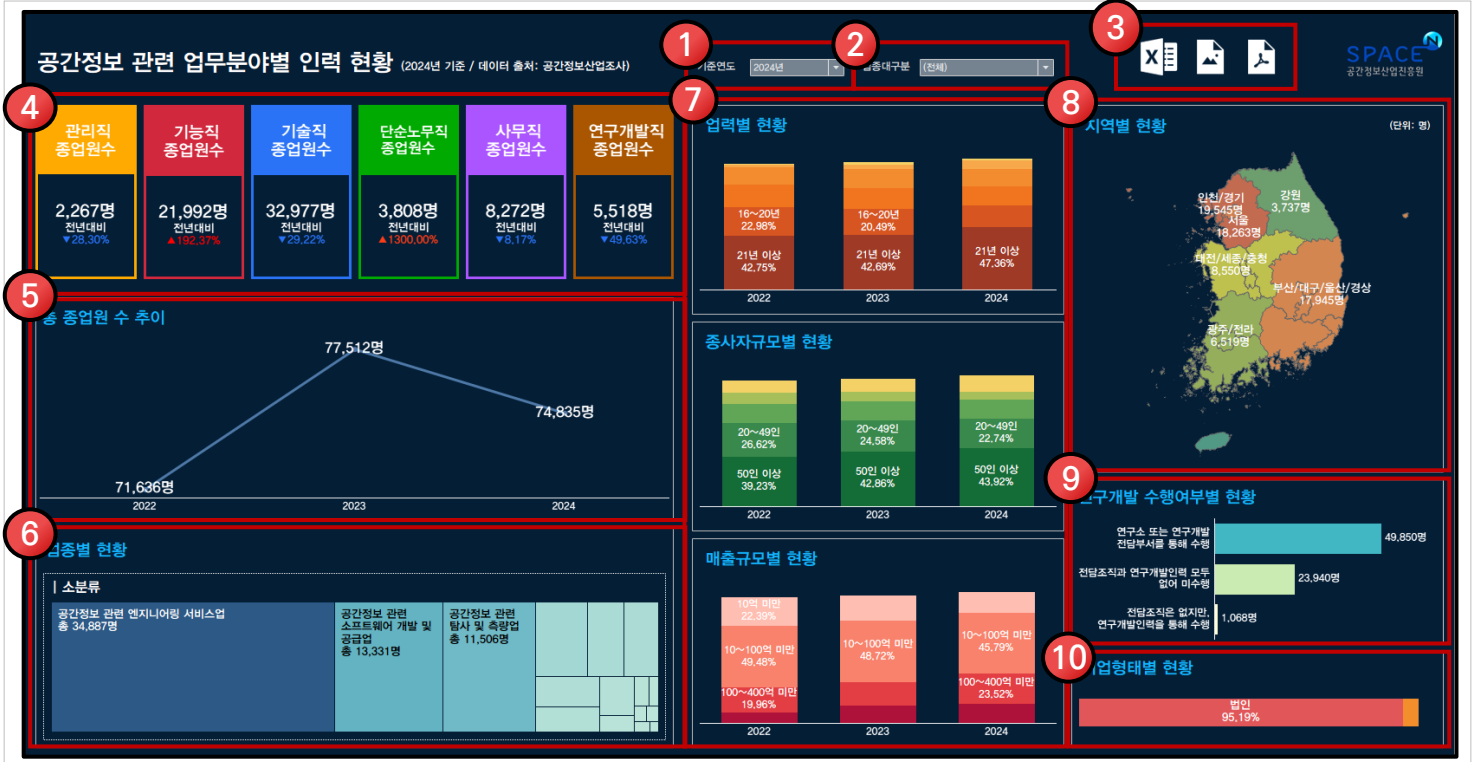 공간정보 관련 업무분야별 인력 현황 (2024년 기준 / 데이터 출처: 공간정보산업조사)
1
기준연도
2024년
2
(전체)
3
SPACE N
공간정보산업진흥원
4
관리직
종업원수
2,267명
전년대비
▼28,30%
기능직
종업원수
21,992명
전년대비
▲192,37%
기술직
종업원수
32,977명
전년대비
▼29,22%
단순노무직
종업원수
3,808명
전년대비
▲1300,00%
사무직
종업원수
8,272명
전년대비
▼8,17%
연구개발직
종업원수
5,518명
전년대비
▼49,63%
5
총 종업원 수 추이
77,512명
74,835명
71,636명
2022
2023
2024
6
업종별 현황
| 소분류
공간정보 관련 엔지니어링 서비스업
총 34,887명
공간정보 관련
소프트웨어 개발 및
공급업
총 13,331명
공간정보 관련
탐사 및 측량업
총 11,506명
7
업력별 현황
16~20년
22,98%
21년 이상
42,75%
16~20년
20,49%
21년 이상
42,69%
21년 이상
47,36%
2022
2023
2024
종사자규모별 현황
20~49인
26,62%
50인 이상
39,23%
20~49인
24,58%
50인 이상
42,86%
20~49인
22,74%
50인 이상
43,92%
2022
2023
2024
매출규모별 현황
10억 미만
22,39%
10~100억 미만
49,48%
100~400억 미만
19,96%
10~100억 미만
48,72%
10~100억 미만
45,79%
100~400억 미만
23,52%
2022
2023
2024
8
지역별 현황
(단위: 명)
인천/경기
19,545명
서울
18,263명
강원
3,737명
대전/세종/충청
8,550명
부산/대구/울산/경상
17,945명
광주/전라
6,519명
9
연구개발 수행여부별 현황
연구소 또는 연구개발
전담부서를 통해 수행
49,850명
전담조직과 연구개발인력 모두
없어 미수행
23,940명
전담조직은 없지만,
연구개발인력을 통해 수행
1,068명
10
기업형태별 현황
법인
95,19%